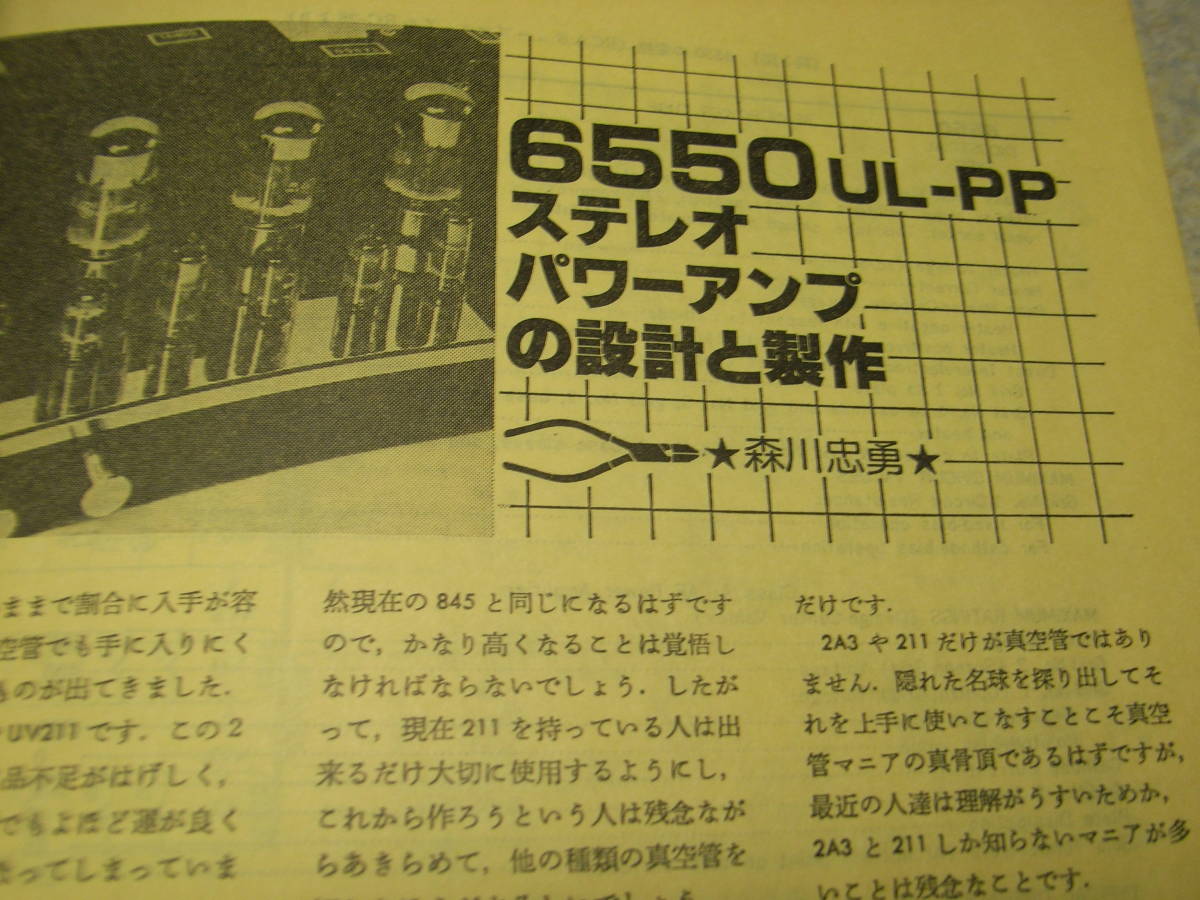 6550 UL-PP
ステレオ
パワーアンプ
の設計と製作
★森川忠勇★
ままで割合に入手が容
空管でも手に入りにく
ものが出てきました.
UV211です. この2
品不足がはげしく,
でもよほど運が良く
なってしまっていま
然現在の 845 と同じになるはずです
ので, かなり高くなることは覚悟し
なければならないでしょう. したが
って, 現在211 を持っている人は出
来るだけ大切に使用するようにし,
これから作ろうという人は残念なが
らあきらめて, 他の種類の真空管を
だけです.
2A3 や 211 だけが真空管ではあり
ません. 隠れた名球を探り出してそ
れを上手に使いこなすことこそ真空
管マニアの真骨頂であるはずですが,
最近の人達は理解がうすいためか,
2A3 と 211 しか知らないマニアが多
いことは残念なことです.